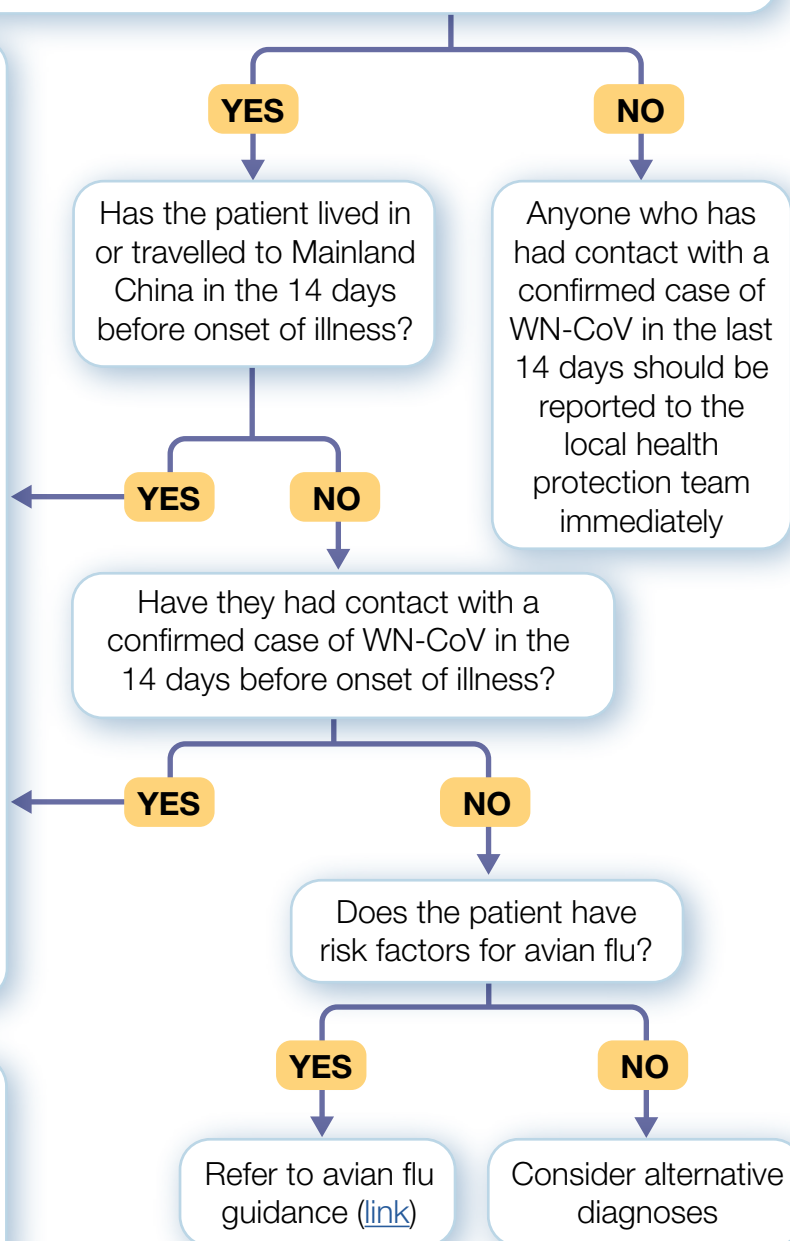 YES
NO
Has the patient lived in
or travelled to Mainland
China in the 14 days
before onset of illness?
Anyone who has
had contact with a
confirmed case of
WN-CoV in the last
14 days should be
reported to the
local health
protection team
immediately
YES
NO
Have they had contact with a
confirmed case of WN-CoV in the
14 days before onset of illness?
YES
NO
Does the patient have
risk factors for avian flu?
YES
NO
Refer to avian flu
guidance (link)
Consider alternative
diagnoses